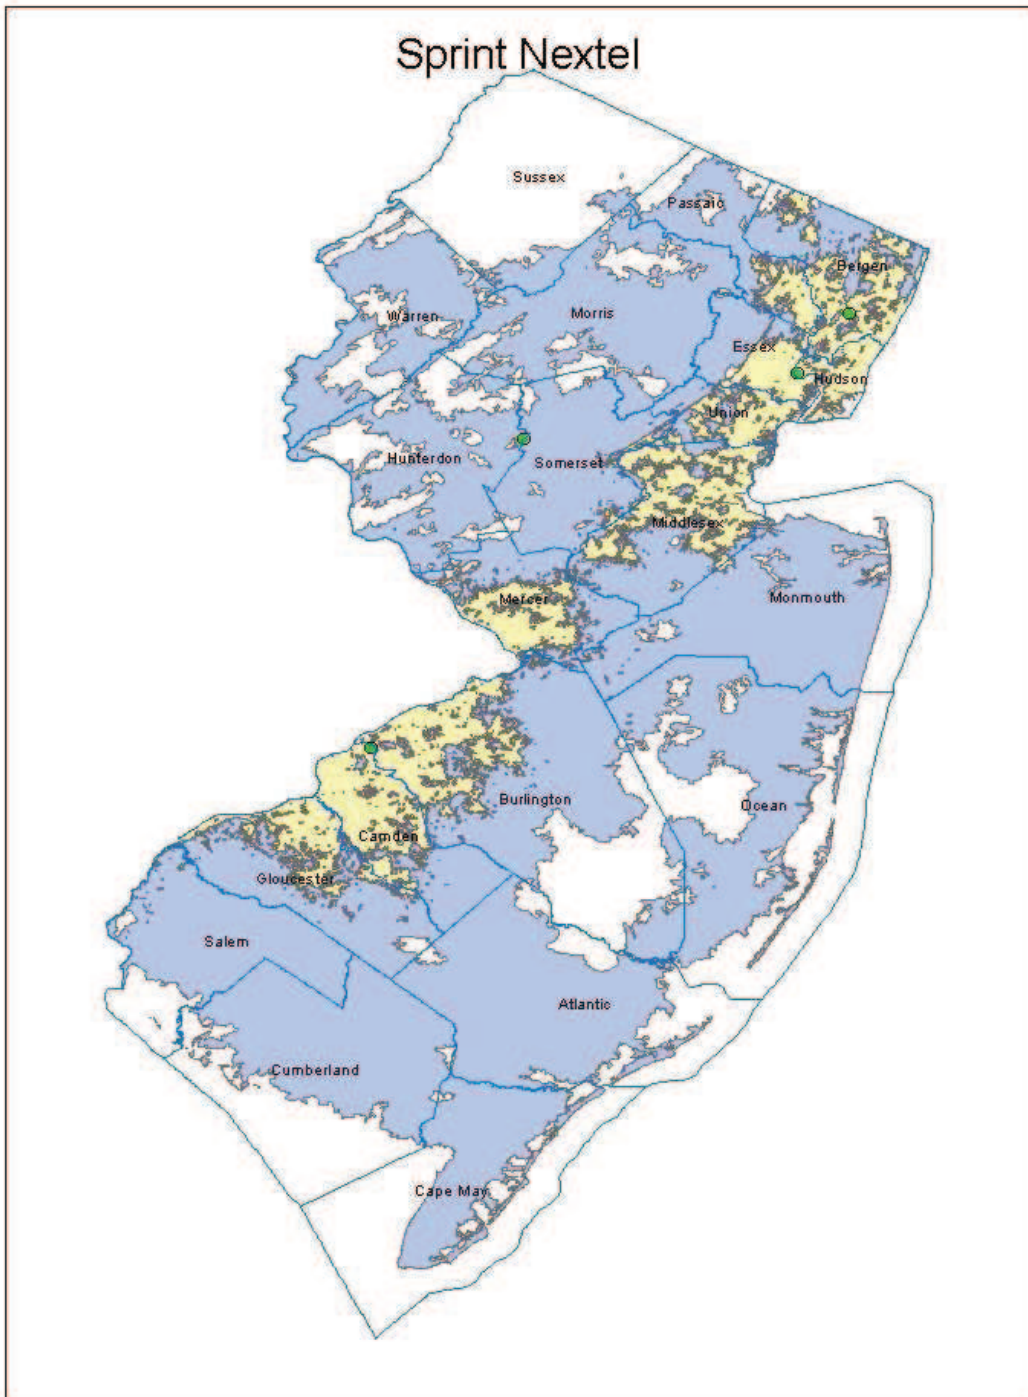 Sprint Nextel
Sussex
Passaic
Bergen
Warren
Morris
Essex
Hudson
Union
Hunterdon
Somerset
Middlesex
Mercer
Monmouth
Burlington
Ocean
Camden
Gloucester
Salem
Atlantic
Cumberland
Cape May